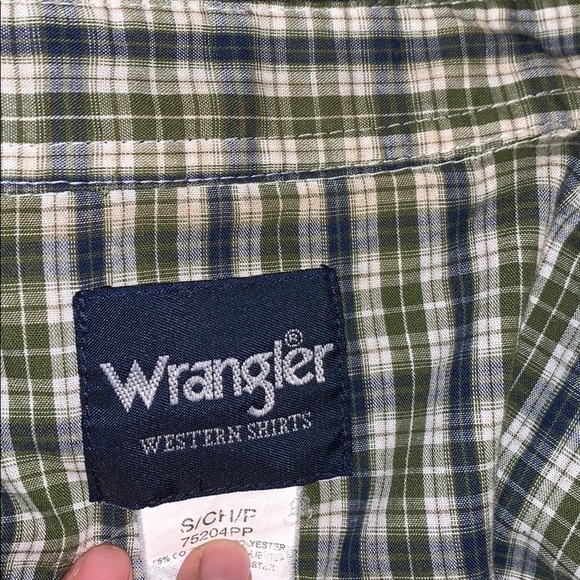 Wrangler®
WESTERN SHIRTS
S/CH/P
75204PP